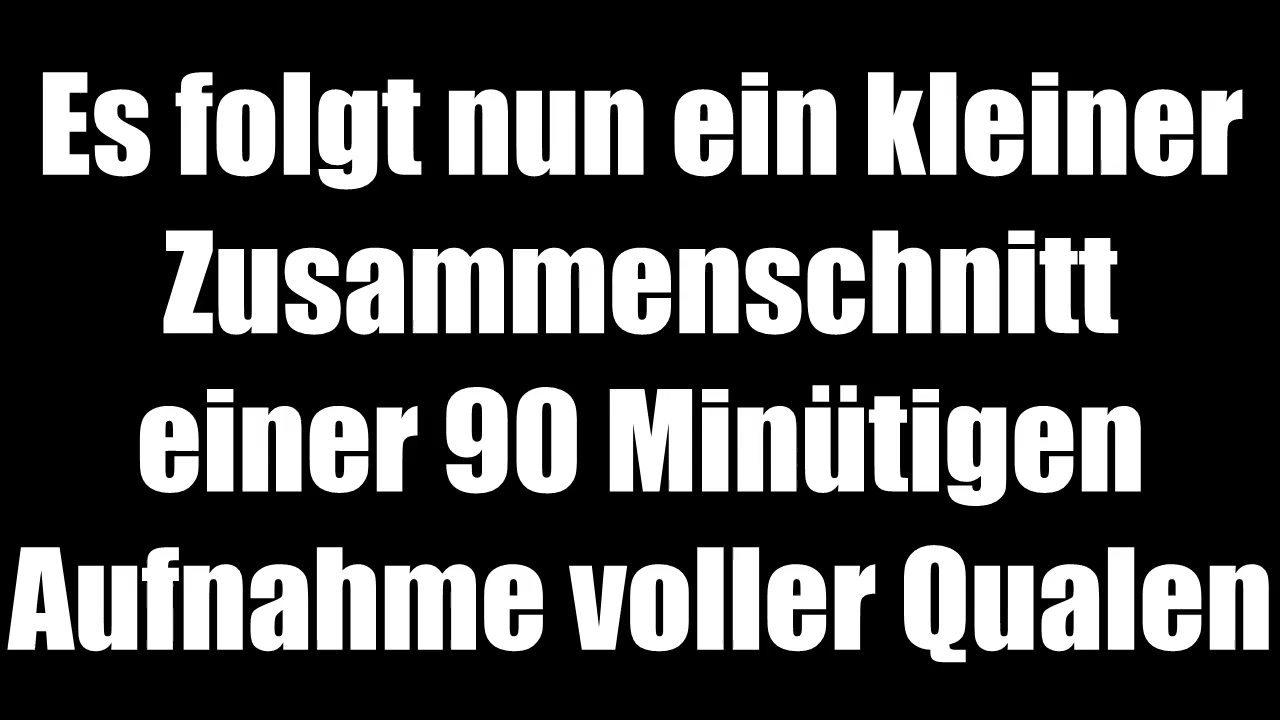 Es folgt nun ein kleiner
Zusammenschnitt
einer 90 Minütigen
Aufnahme voller Qualen